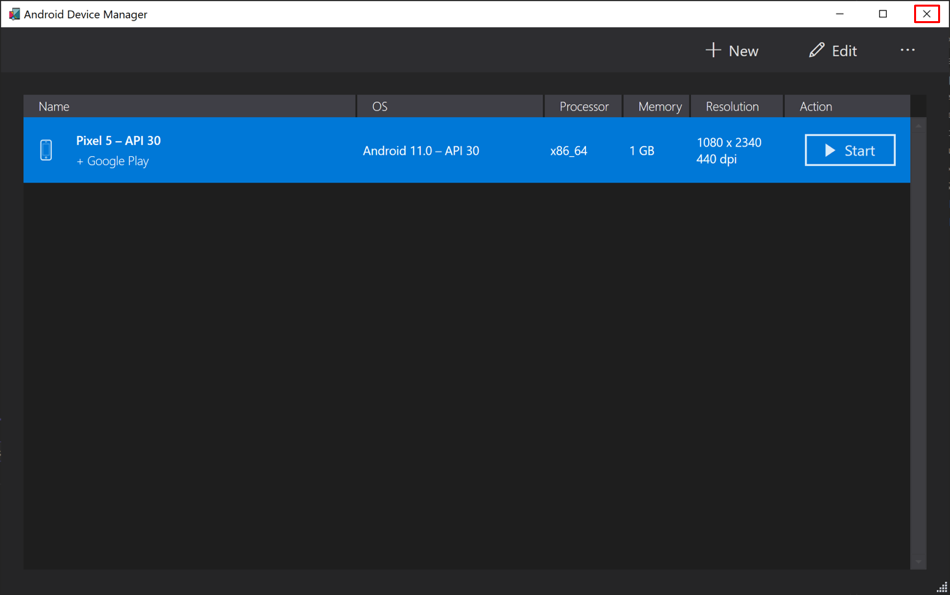 Android Device Manager
New
Edit
Name
OS
Processor
Memory
Resolution
Action
Pixel 5 – API 30
+ Google Play
Android 11.0 – API 30
x86_64
1 GB
1080 x 2340
440 dpi
Start